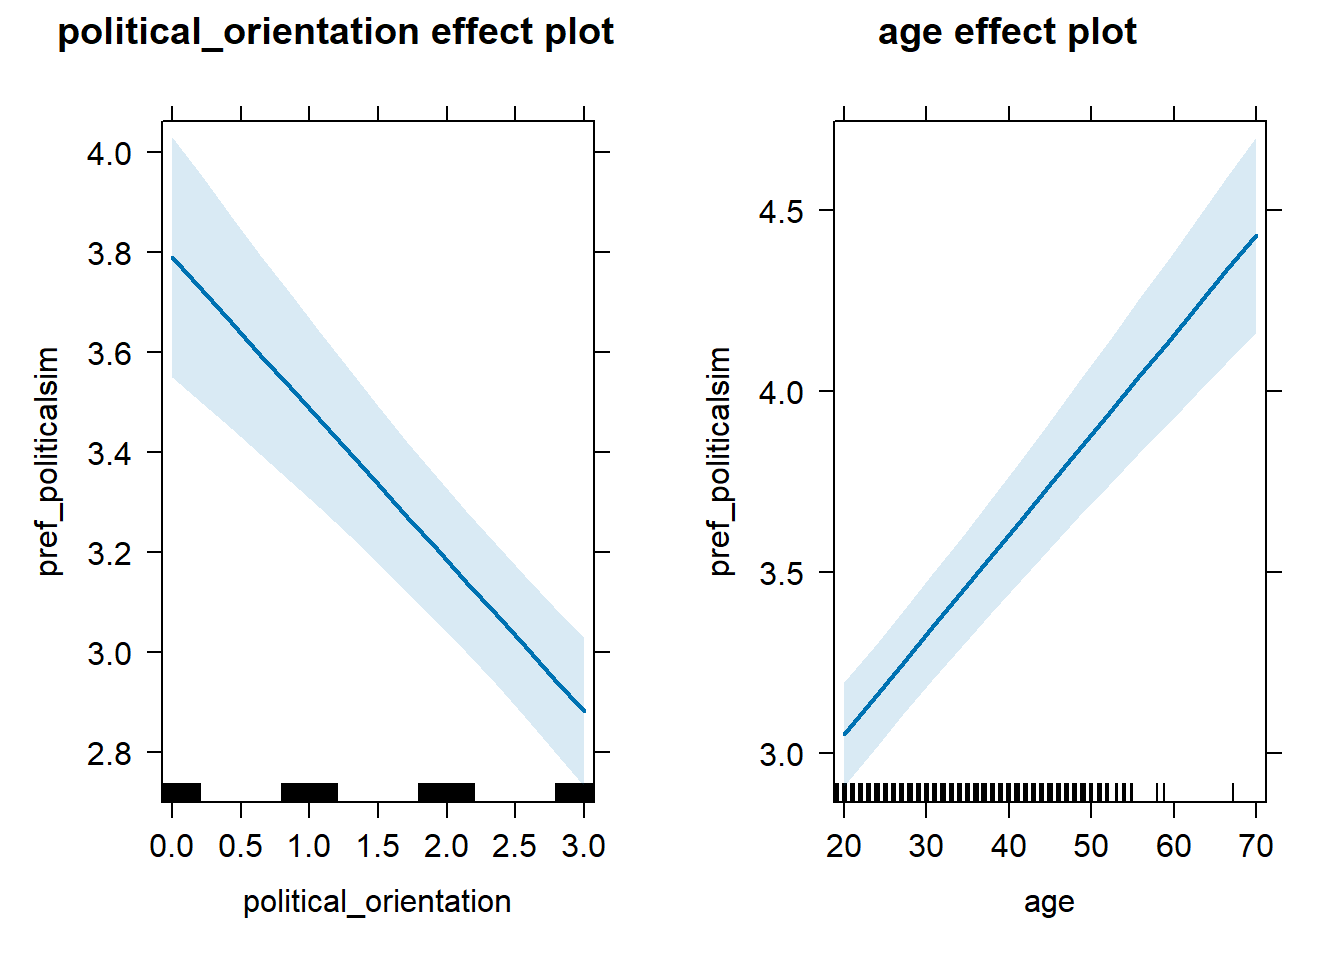 political_orientation effect plot
4.0
3.8
3.6
3.4
3.2
3.0
2.8
pref_politicalsim
0.0 0.5 1.0 1.5 2.0 2.5 3.0
political_orientation
age effect plot
4.5
4.0
3.5
3.0
pref_politicalsim
20 30 40 50 60 70
age